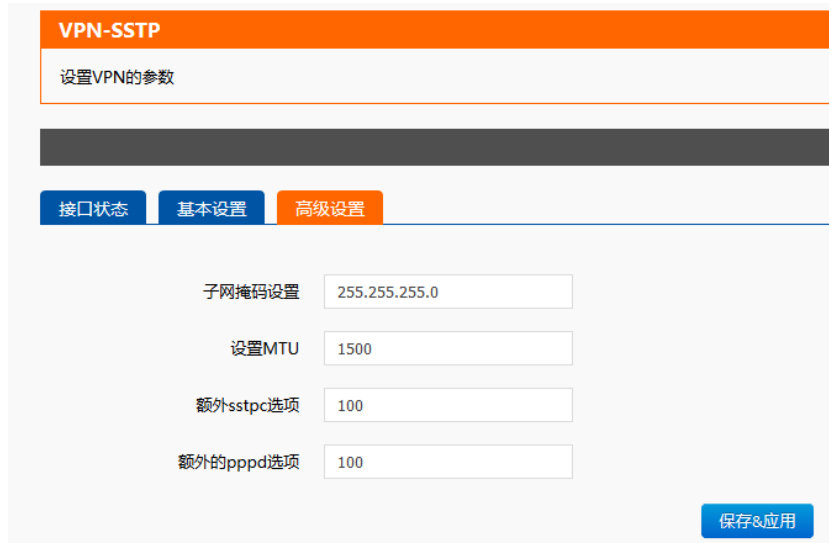 VPN-SSTP
设置VPN的参数
接口状态 基本设置 高级设置
子网掩码设置 255.255.255.0
设置MTU 1500
额外sstpc选项 100
额外的pppd选项 100
保存&应用